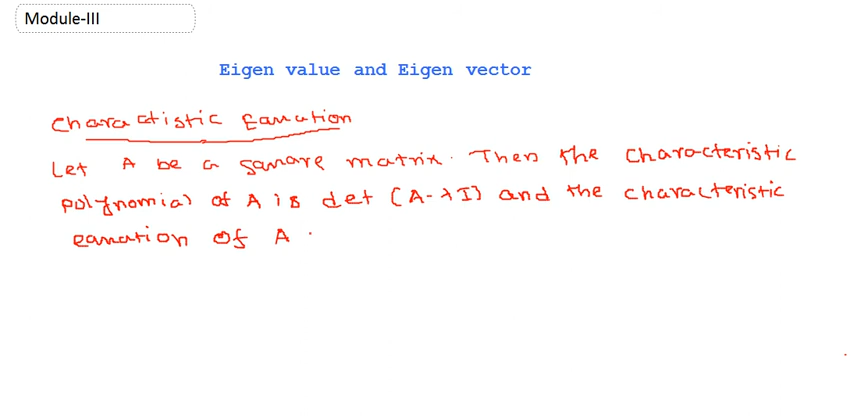 Module-III
Eigen value and Eigen vector
Charactistic Equation
Let A be a square matrix. Then the characteristic
polynomial of A is det (A-λI) and the characteristic
equation of A